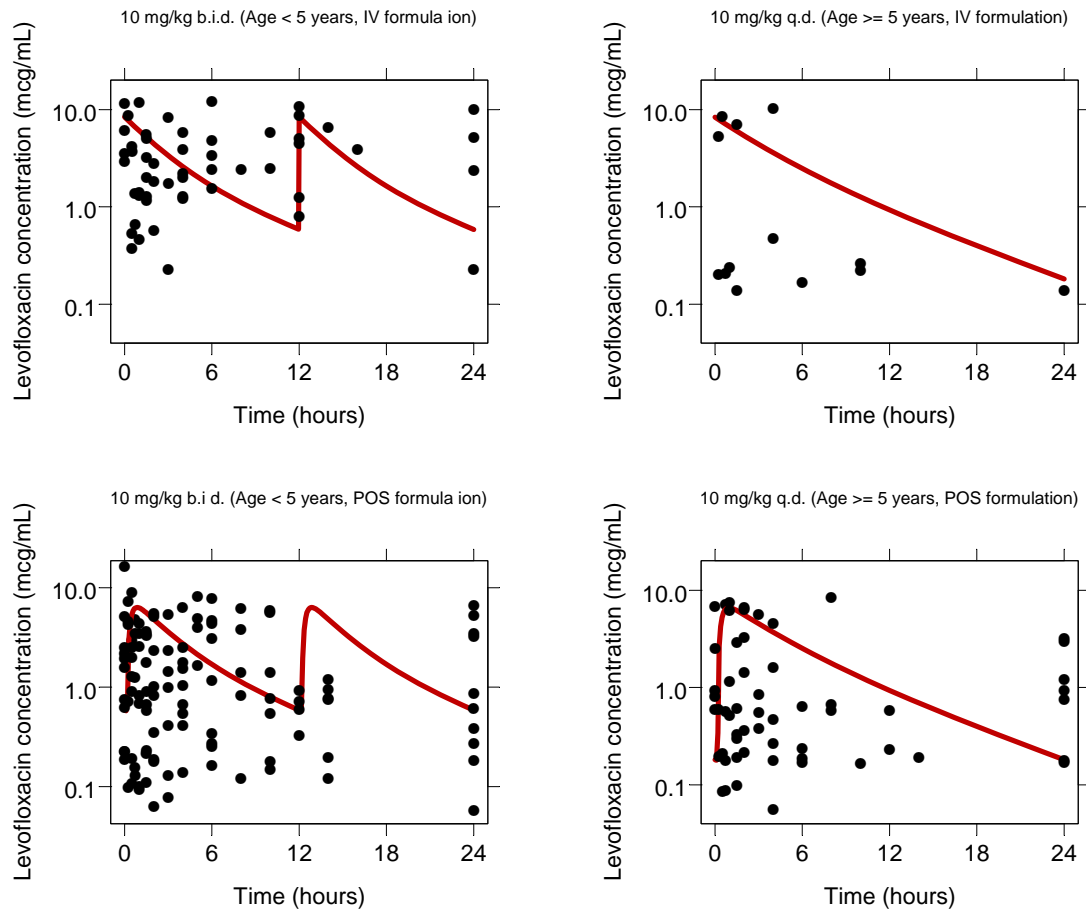 10 mg/kg b.i.d. (Age < 5 years, IV formula ion)
Levofloxacin concentration (mcg/mL)
10.0
1.0
0.1
0 6 12 18 24
Time (hours)
10 mg/kg q.d. (Age >= 5 years, IV formulation)
Levofloxacin concentration (mcg/mL)
10.0
1.0
0.1
0 6 12 18 24
Time (hours)
10 mg/kg b.i d. (Age < 5 years, POS formula ion)
Levofloxacin concentration (mcg/mL)
10.0
1.0
0.1
0 6 12 18 24
Time (hours)
10 mg/kg q.d. (Age >= 5 years, POS formulation)
Levofloxacin concentration (mcg/mL)
10.0
1.0
0.1
0 6 12 18 24
Time (hours)